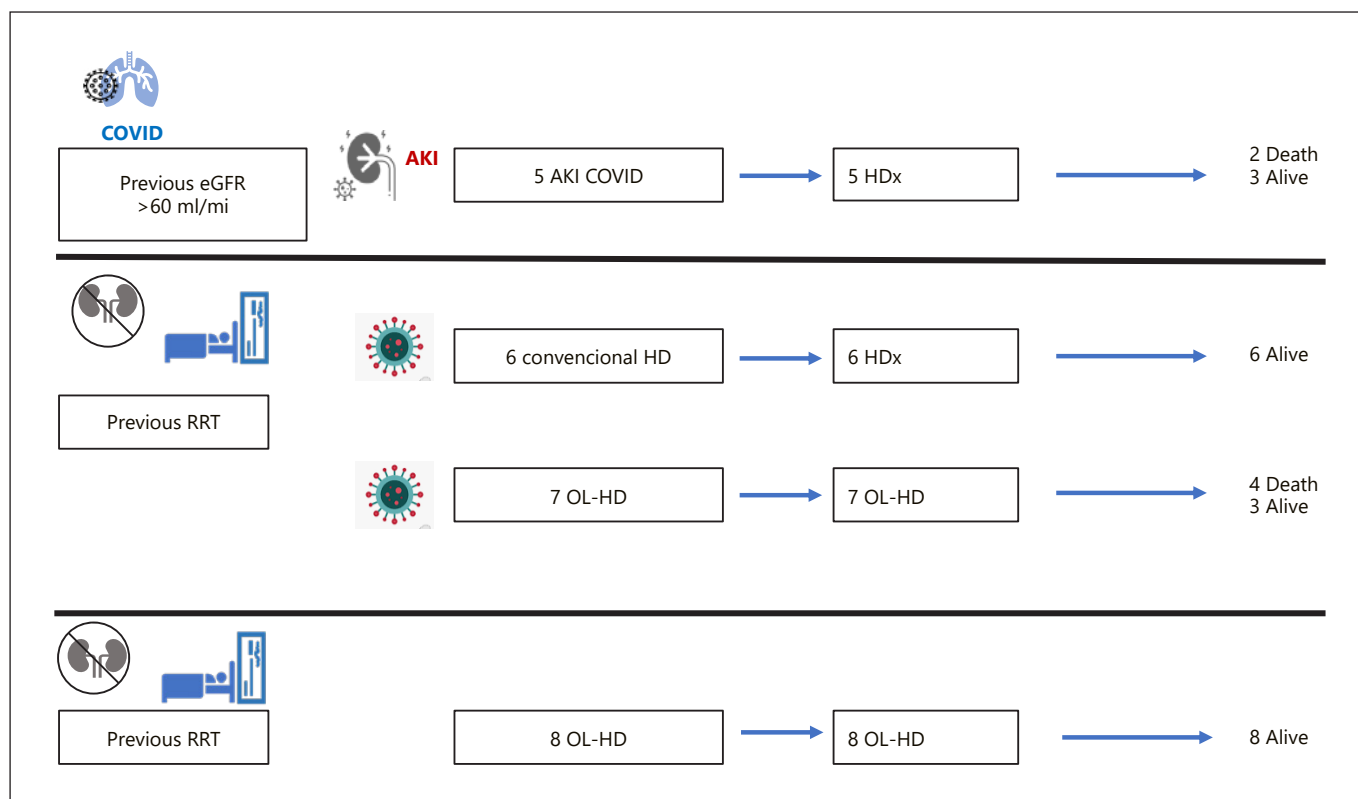 COVID
Previous eGFR
>60 ml/mi
AKI
5 AKI COVID
5 HDx
2 Death
3 Alive
Previous RRT
6 convencional HD
6 HDx
6 Alive
7 OL-HD
7 OL-HD
4 Death
3 Alive
Previous RRT
8 OL-HD
8 OL-HD
8 Alive